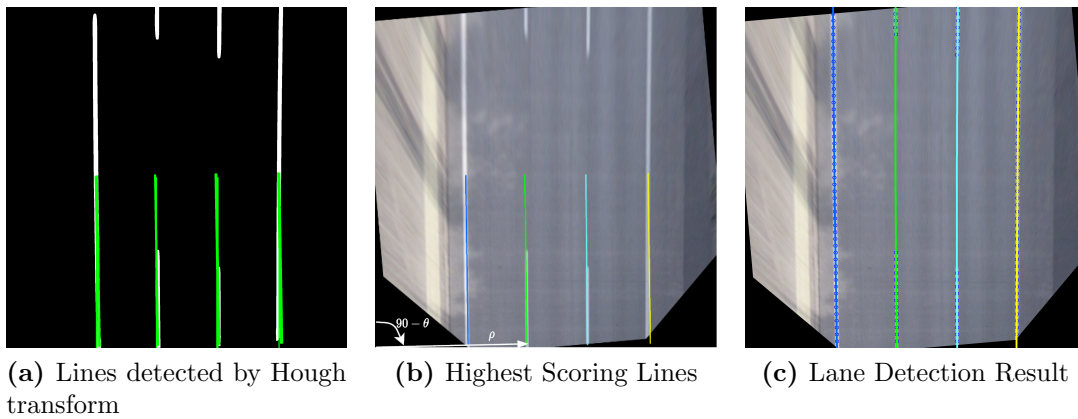 90 − θ
ρ
(a) Lines detected by Hough
transform
(b) Highest Scoring Lines
(c) Lane Detection Result